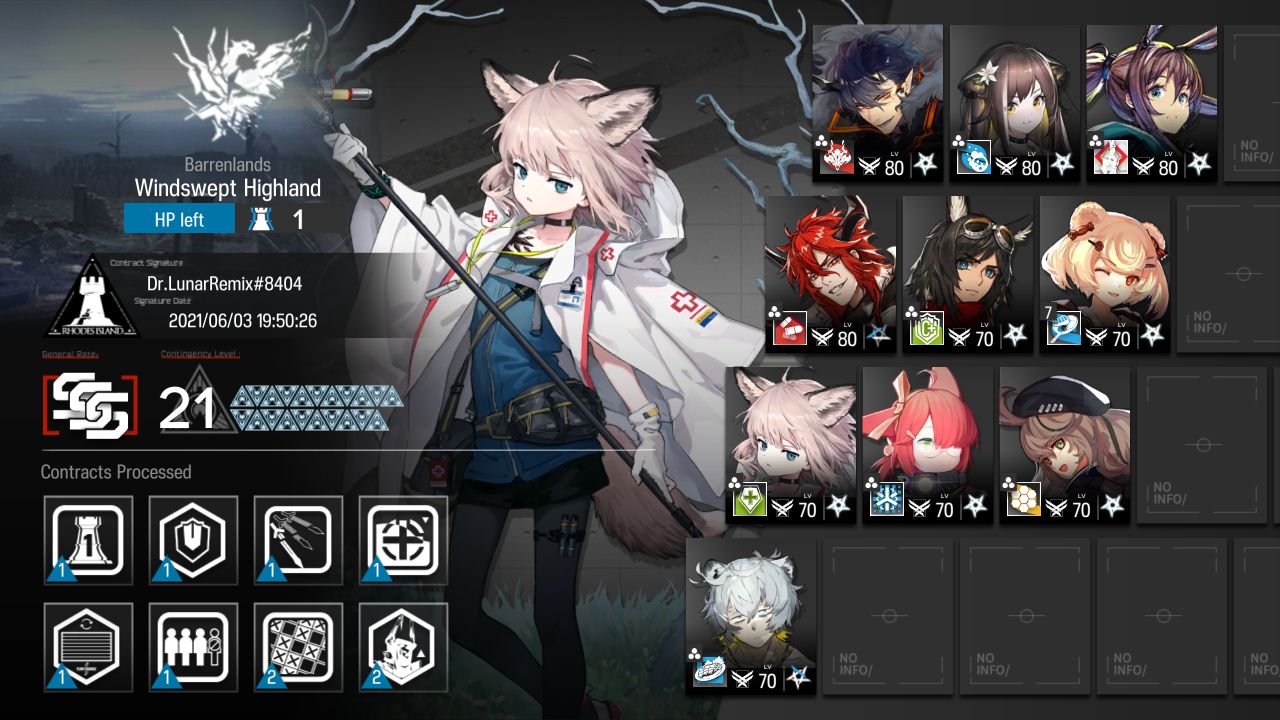 Barrenlands
Windswept Highland
HP left 1
Contract Signature
Dr.LunarRemix#8404
Signature Date
2021/06/03 19:50:26
RHODES ISLAND
General Rate:
Contingency Level :
21
Contracts Processed
1
1
1
1
1
1
1
2
2
LV
80
LV
80
LV
80
NO
INFO/
LV
80
LV
70
7
LV
70
NO
INFO/
LV
70
LV
70
LV
70
NO
INFO/
LV
70
NO
INFO/
NO
INFO/
NO
INFO/
NO
INFO